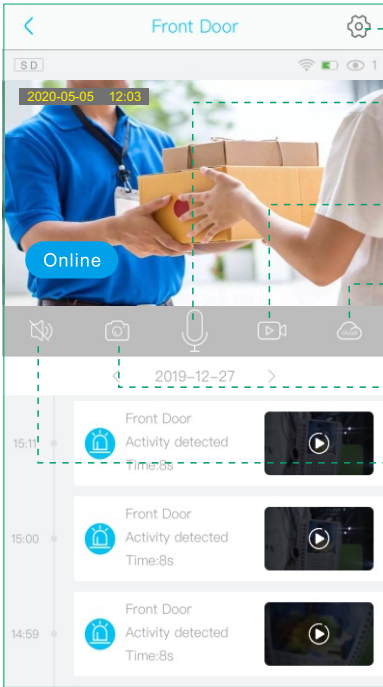 Front Door
SD
1
2020-05-05 12:03
Online
cloud
2019-12-27
15:11
Front Door
Activity detected
Time:8s
15:00
Front Door
Activity detected
Time:8s
14:59
Front Door
Activity detected
Time:8s